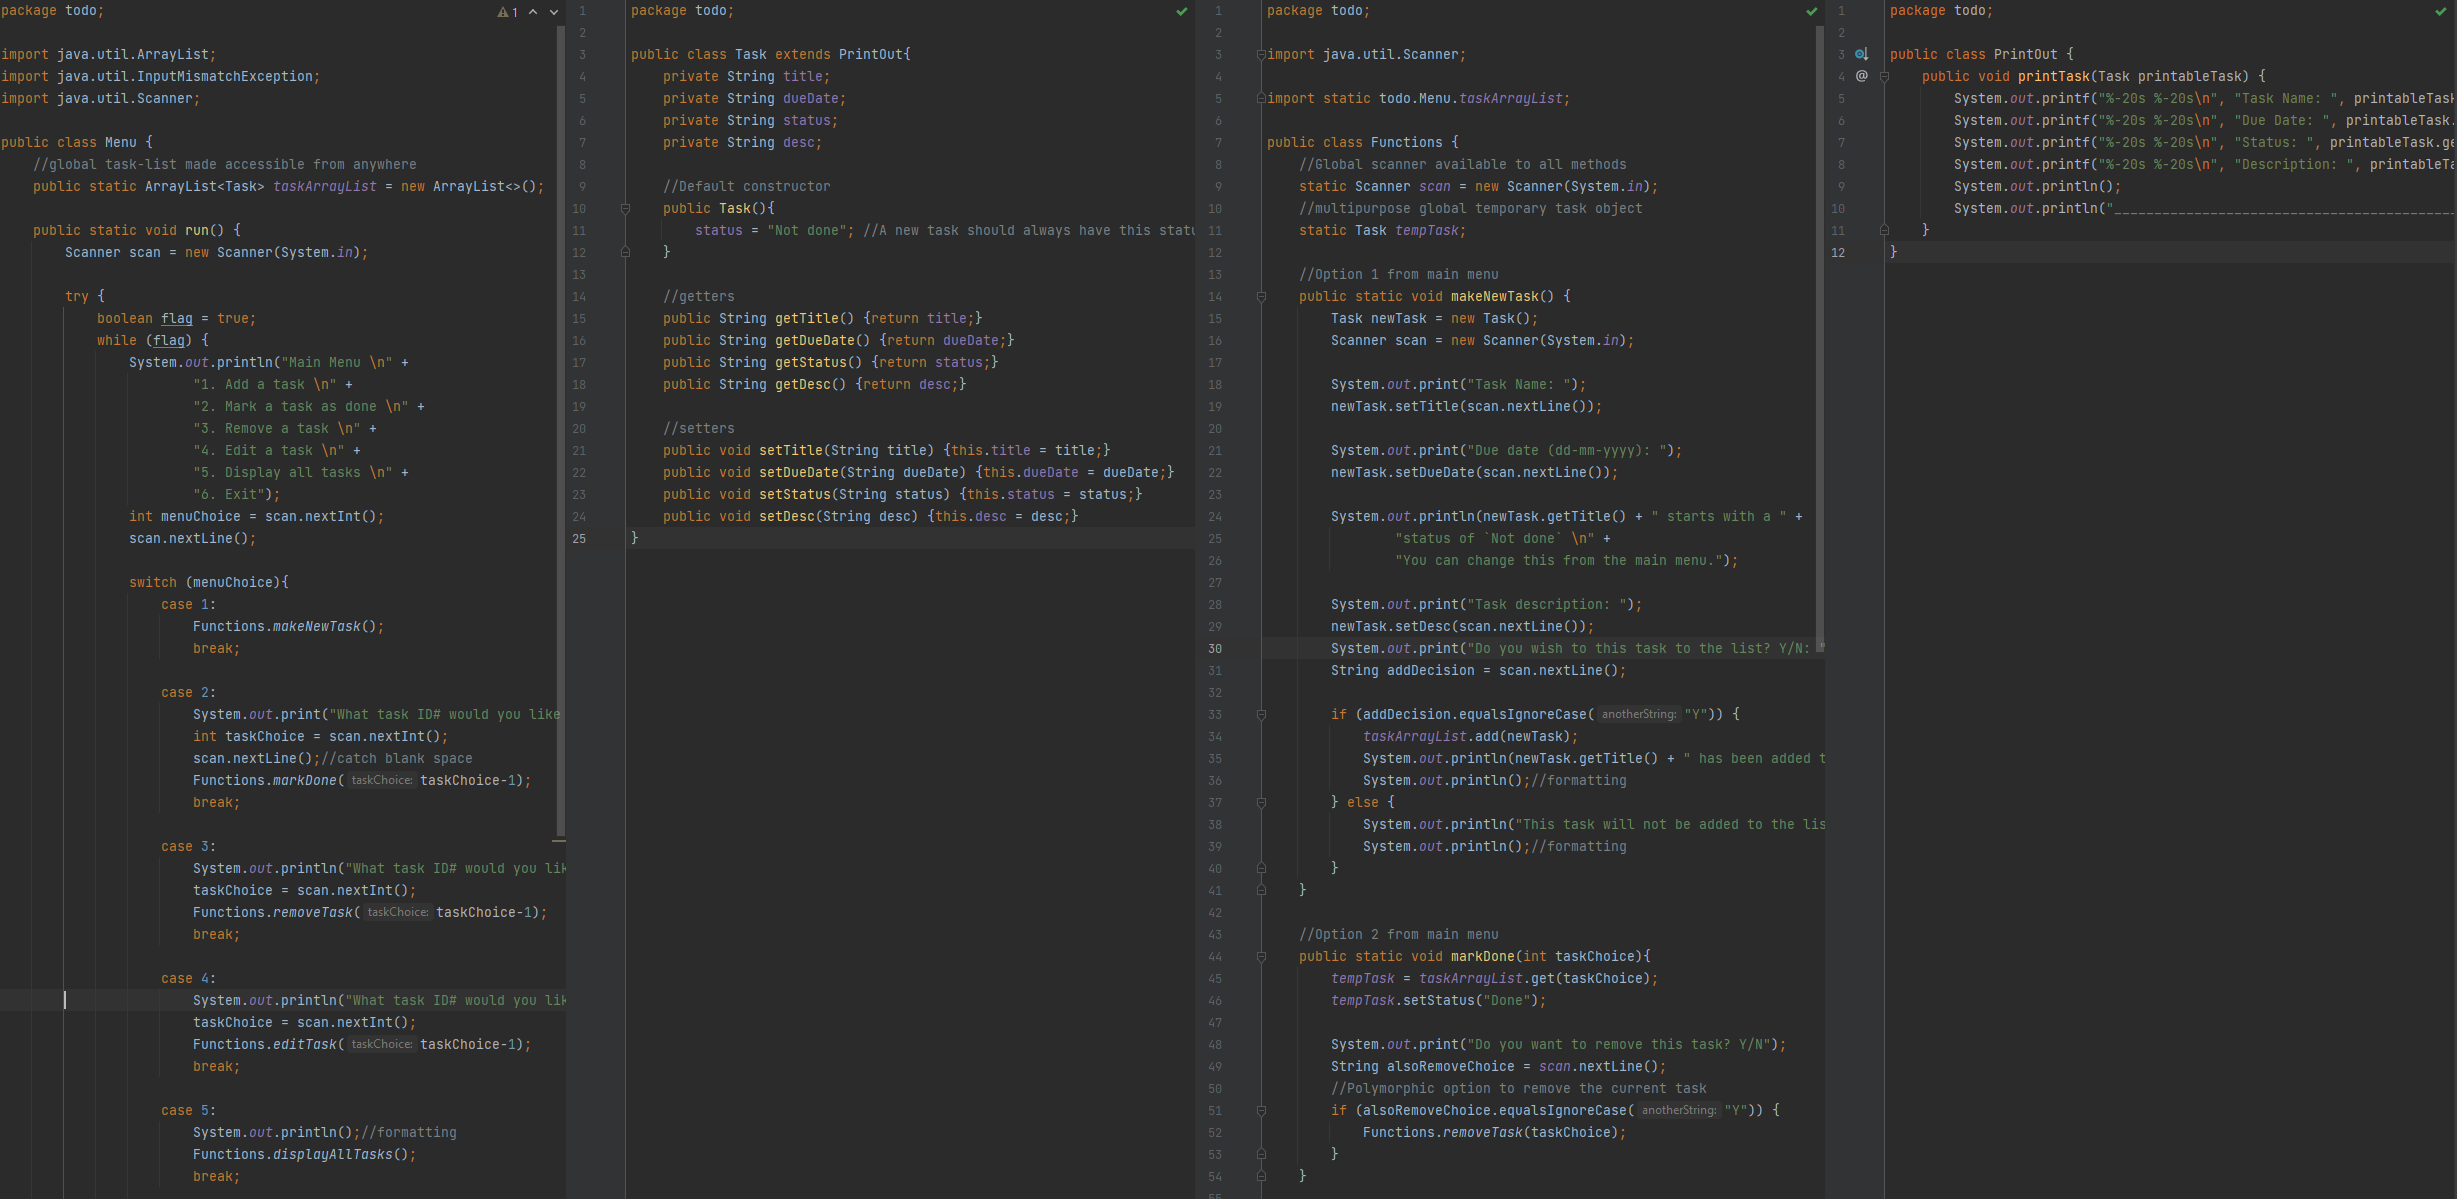 package todo;
1
import java.util.ArrayList;
import java.util.InputMismatchException;
import java.util.Scanner;
public class Menu {
//global task-list made accessible from anywhere
public static ArrayList<Task> taskArrayList = new ArrayList<>();
public static void run() {
Scanner scan = new Scanner(System.in);
try {
boolean flag = true;
while (flag) {
System.out.println("Main Menu \n" +
"1. Add a task \n" +
"2. Mark a task as done \n" +
"3. Remove a task \n" +
"4. Edit a task \n" +
"5. Display all tasks \n" +
"6. Exit");
int menuChoice = scan.nextInt();
scan.nextLine();
switch (menuChoice){
case 1:
Functions.makeNewTask();
break;
case 2:
System.out.print("What task ID# would you like
int taskChoice = scan.nextInt();
scan.nextLine();//catch blank space
Functions.markDone( taskChoice: taskChoice-1);
break;
case 3:
System.out.println("What task ID# would you lik
taskChoice = scan.nextInt();
Functions.removeTask( taskChoice: taskChoice-1);
break;
case 4:
System.out.println("What task ID# would you lik
taskChoice = scan.nextInt();
Functions.editTask( taskChoice: taskChoice-1);
break;
case 5:
System.out.println();//formatting
Functions.displayAllTasks();
break;
1 package todo;
2
3 public class Task extends PrintOut{
4 private String title;
5 private String dueDate;
6 private String status;
7 private String desc;
8
9 //Default constructor
10 public Task(){
11 status = "Not done"; //A new task should always have this statu
12 }
13
14 //getters
15 public String getTitle() {return title;}
16 public String getDueDate() {return dueDate;}
17 public String getStatus() {return status;}
18 public String getDesc() {return desc;}
19
20 //setters
21 public void setTitle(String title) {this.title = title;}
22 public void setDueDate(String dueDate) {this.dueDate = dueDate;}
23 public void setStatus(String status) {this.status = status;}
24 public void setDesc(String desc) {this.desc = desc;}
25 }
1 package todo;
2
3 import java.util.Scanner;
4
5 import static todo.Menu.taskArrayList;
6
7 public class Functions {
8 //Global scanner available to all methods
9 static Scanner scan = new Scanner(System.in);
10 //multipurpose global temporary task object
11 static Task tempTask;
12
13 //Option 1 from main menu
14 public static void makeNewTask() {
15 Task newTask = new Task();
16 Scanner scan = new Scanner(System.in);
17
18 System.out.print("Task Name: ");
19 newTask.setTitle(scan.nextLine());
20
21 System.out.print("Due date (dd-mm-yyyy): ");
22 newTask.setDueDate(scan.nextLine());
23
24 System.out.println(newTask.getTitle() + " starts with a " +
25 "status of `Not done` \n" +
26 "You can change this from the main menu.");
27
28 System.out.print("Task description: ");
29 newTask.setDesc(scan.nextLine());
30 System.out.print("Do you wish to this task to the list? Y/N: "
31 String addDecision = scan.nextLine();
32
33 if (addDecision.equalsIgnoreCase( anotherString: "Y")) {
34 taskArrayList.add(newTask);
35 System.out.println(newTask.getTitle() + " has been added t
36 System.out.println();//formatting
37 } else {
38 System.out.println("This task will not be added to the lis
39 System.out.println();//formatting
40 }
41 }
42
43 //Option 2 from main menu
44 public static void markDone(int taskChoice){
45 tempTask = taskArrayList.get(taskChoice);
46 tempTask.setStatus("Done");
47
48 System.out.print("Do you want to remove this task? Y/N");
49 String alsoRemoveChoice = scan.nextLine();
50 //Polymorphic option to remove the current task
51 if (alsoRemoveChoice.equalsIgnoreCase( anotherString: "Y")) {
52 Functions.removeTask(taskChoice);
53 }
54 }
55
1 package todo;
2
3 public class PrintOut {
4 @ public void printTask(Task printableTask) {
5 System.out.printf("%-20s %-20s\n", "Task Name: ", printableTask
6 System.out.printf("%-20s %-20s\n", "Due Date: ", printableTask.
7 System.out.printf("%-20s %-20s\n", "Status: ", printableTask.ge
8 System.out.printf("%-20s %-20s\n", "Description: ", printableTa
9 System.out.println();
10 System.out.println("___________________________________________
11 }
12 }